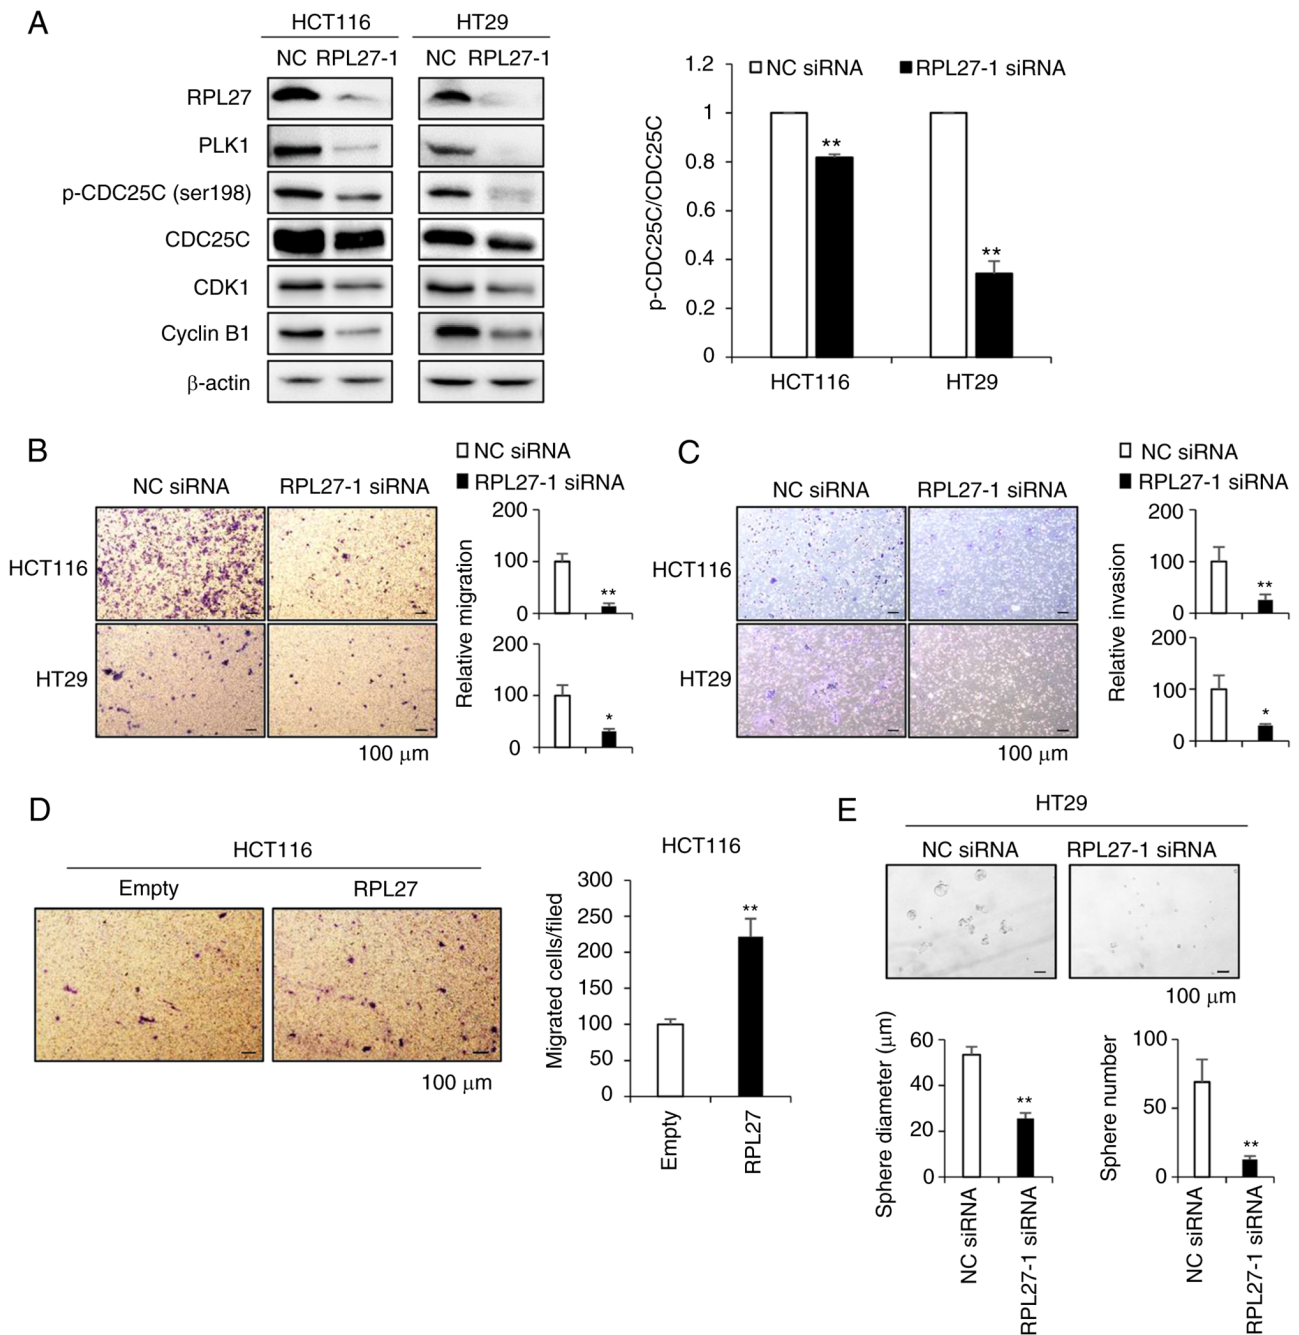 A
HCT116 HT29
NC RPL27-1 NC RPL27-1
RPL27
PLK1
p-CDC25C (ser198)
CDC25C
CDK1
Cyclin B1
β-actin
NC siRNA RPL27-1 siRNA
p-CDC25C/CDC25C
1.2
1
0.8
0.6
0.4
0.2
0
**
**
HCT116 HT29
B
NC siRNA
RPL27-1 siRNA
NC siRNA RPL27-1 siRNA
HCT116
HT29
100 μm
Relative migration
200
100
0
**
200
100
0
*
C
NC siRNA
RPL27-1 siRNA
NC siRNA RPL27-1 siRNA
HCT116
HT29
100 μm
Relative invasion
200
100
0
**
200
100
0
*
D
HCT116
Empty RPL27
100 μm
HCT116
Migrated cells/filed
300
250
200
150
100
50
0
**
Empty
RPL27
E
HT29
NC siRNA RPL27-1 siRNA
100 μm
Sphere diameter (μm)
60
40
20
0
**
NC siRNA
RPL27-1 siRNA
Sphere number
100
50
0
**
NC siRNA
RPL27-1 siRNA